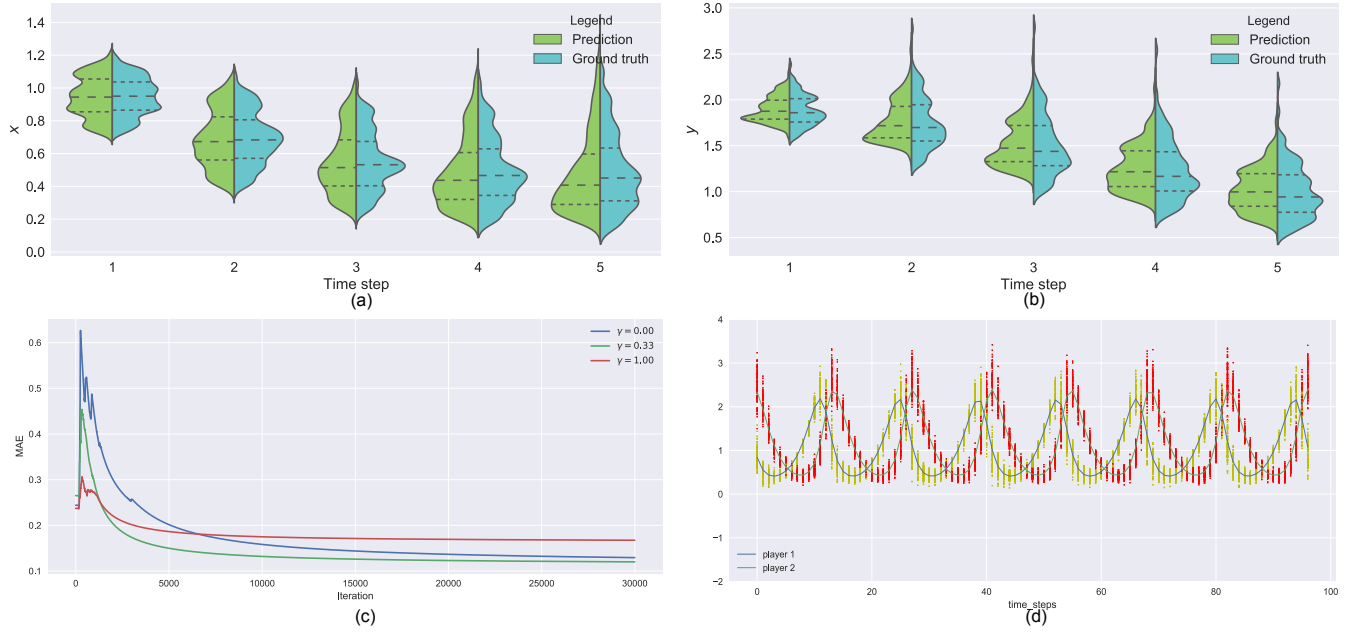 Legend
Prediction
Ground truth
1.4
1.2
1.0
0.8
0.6
0.4
0.2
0.0
x
1 2 3 4 5
Time step
(a)
Legend
Prediction
Ground truth
3.0
2.5
2.0
1.5
1.0
0.5
y
1 2 3 4 5
Time step
(b)
γ = 0.00
γ = 0.33
γ = 1.00
0.6
0.5
0.4
0.3
0.2
0.1
MAE
0 5000 10000 15000 20000 25000 30000
Iteration
(c)
4
3
2
1
0
−1
−2
player 1
player 2
0 20 40 60 80 100
time_steps
(d)